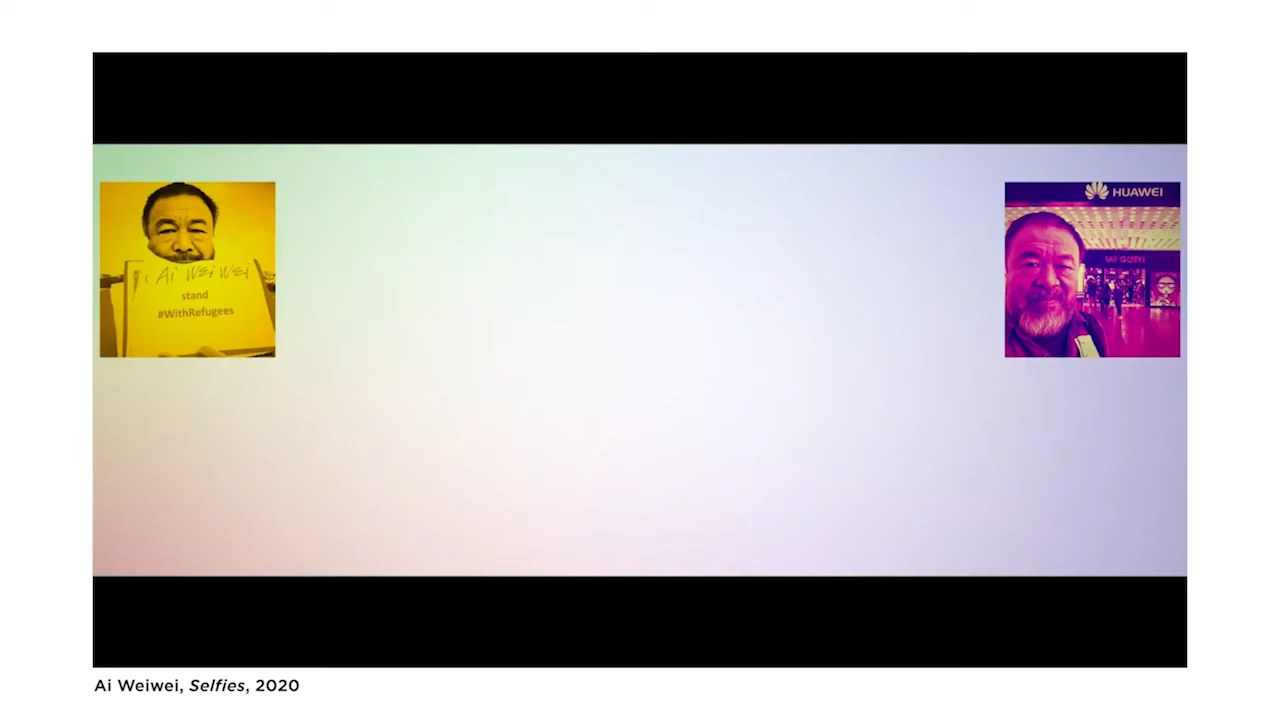 Ai Wei Wei
stand
#WithRefugees
HUAWEI
Ai Weiwei, Selfies, 2020